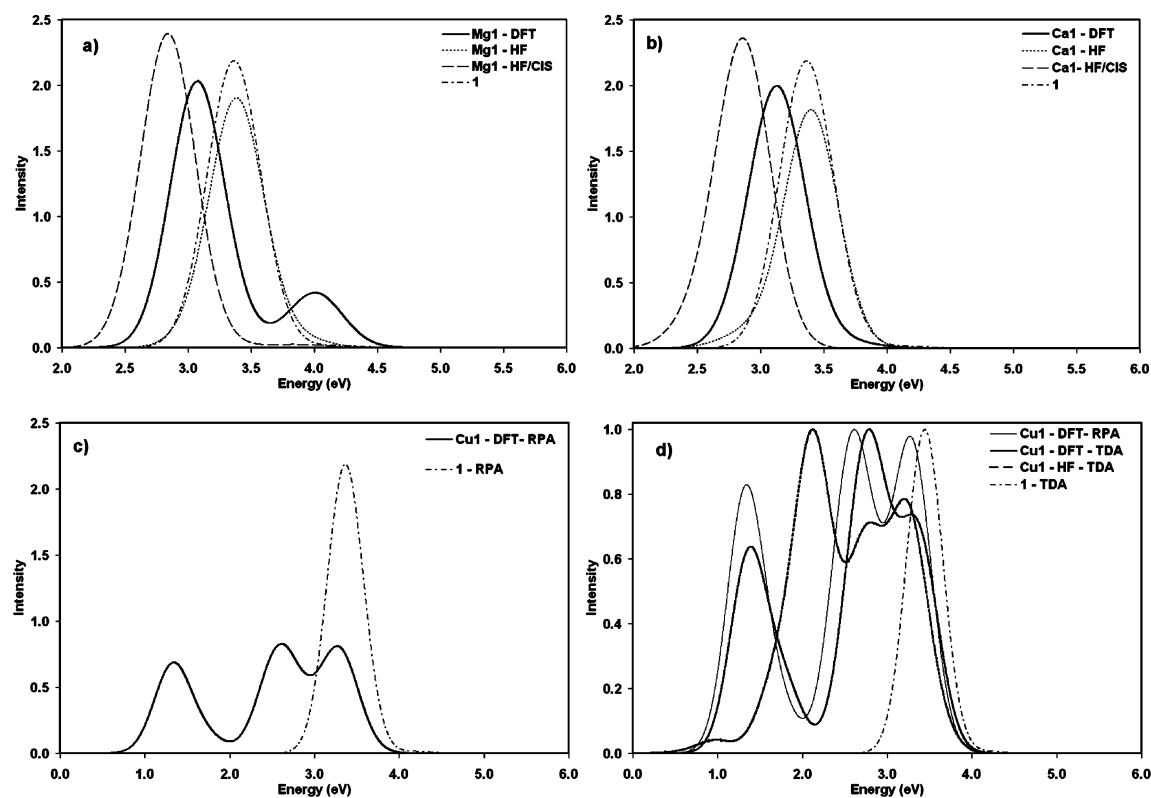 a)
Mg1 - DFT
Mg1 - HF
Mg1 - HF/CIS
1
Intensity
2.5
2.0
1.5
1.0
0.5
0.0
2.0 2.5 3.0 3.5 4.0 4.5 5.0 5.5 6.0
Energy (eV)
b)
Ca1 - DFT
Ca1 - HF
Ca1- HF/CIS
1
Intensity
2.5
2.0
1.5
1.0
0.5
0.0
2.0 2.5 3.0 3.5 4.0 4.5 5.0 5.5 6.0
Energy (eV)
c)
Cu1 - DFT- RPA
1 - RPA
Intensity
2.5
2.0
1.5
1.0
0.5
0.0
0.0 1.0 2.0 3.0 4.0 5.0 6.0
Energy (eV)
d)
Cu1 - DFT- RPA
Cu1 - DFT - TDA
Cu1 - HF - TDA
1 - TDA
Intensity
1.0
0.8
0.6
0.4
0.2
0.0
0.0 1.0 2.0 3.0 4.0 5.0 6.0
Energy (eV)